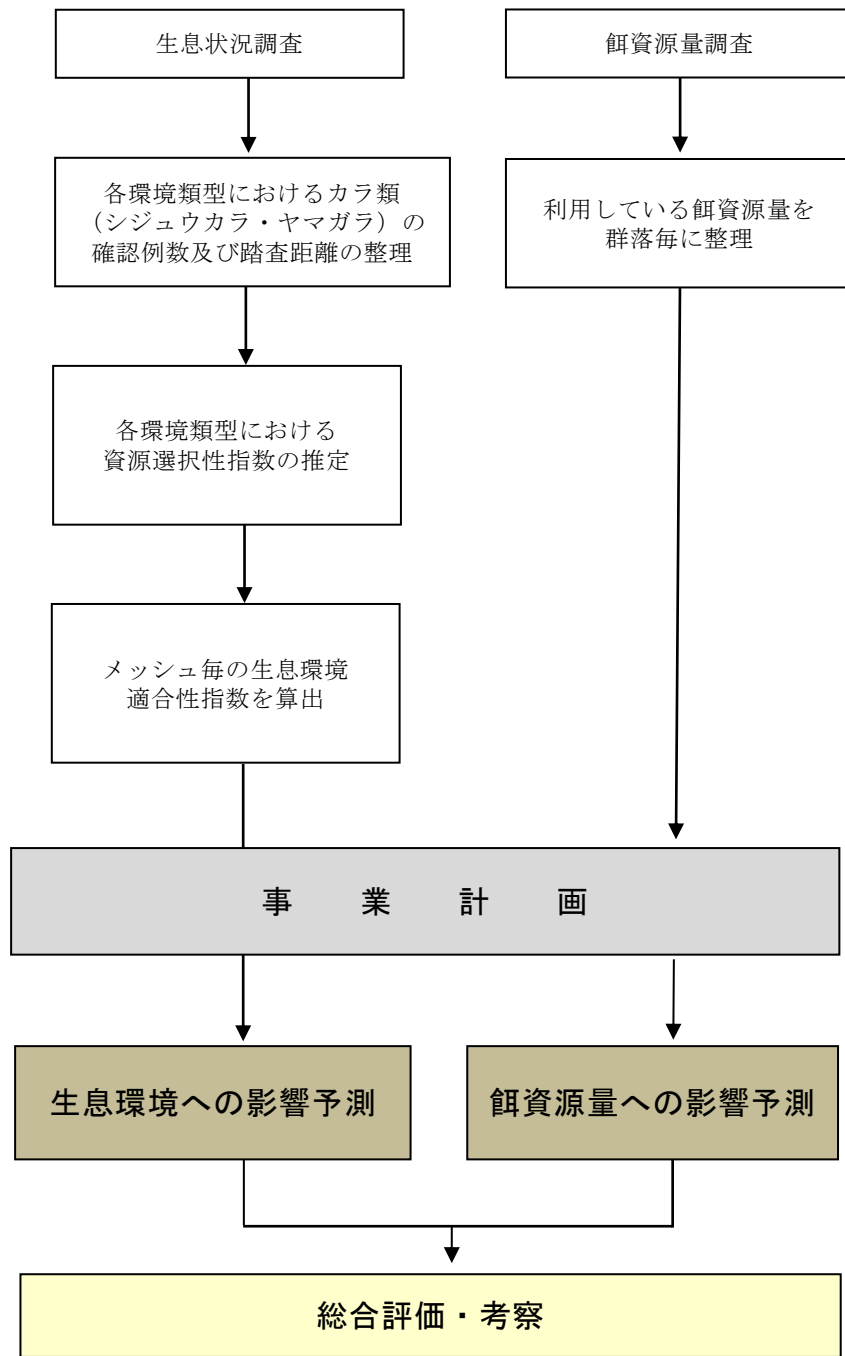 生息状況調査
餌資源量調査
各環境類型におけるカラ類
（シジュウカラ・ヤマガラ）の
確認例数及び踏査距離の整理
利用している餌資源量を
群落毎に整理
各環境類型における
資源選択性指数の推定
メッシュ毎の生息環境
適合性指数を算出
事業計画
生息環境への影響予測
餌資源量への影響予測
総合評価・考察